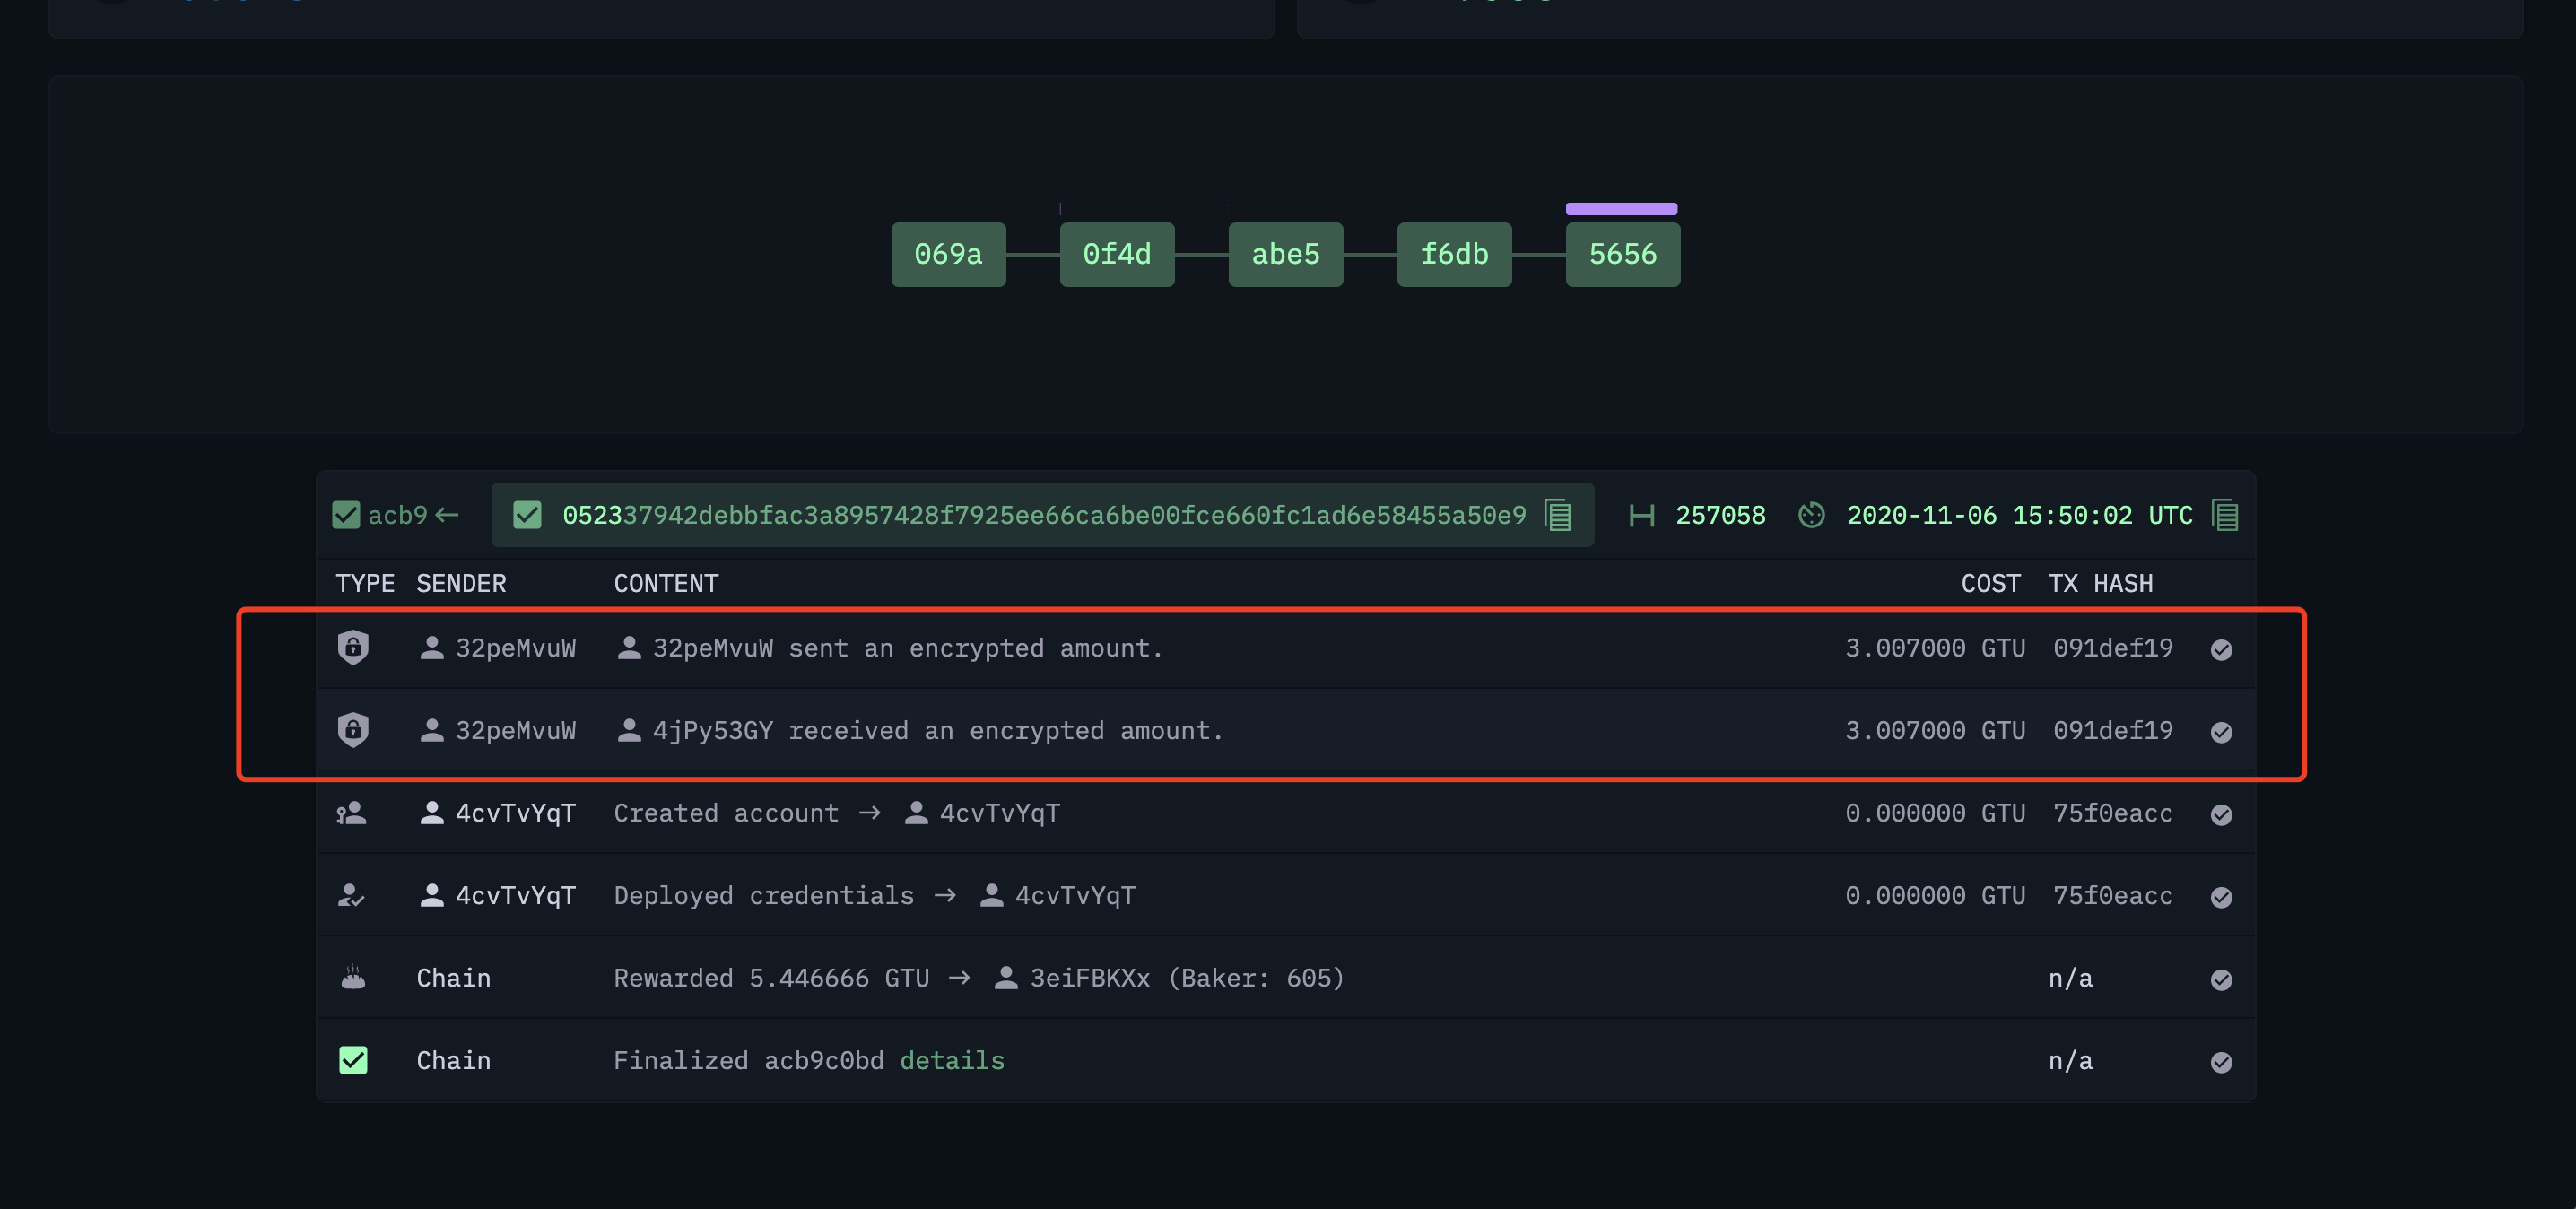 069a 0f4d abe5 f6db 5656
acb9 ← 052337942debbfac3a8957428f7925ee66ca6be00fce660fc1ad6e58455a50e9 257058 2020-11-06 15:50:02 UTC
TYPE SENDER CONTENT COST TX HASH
32peMvuW 32peMvuW sent an encrypted amount. 3.007000 GTU 091def19
32peMvuW 4jPy53GY received an encrypted amount. 3.007000 GTU 091def19
4cvTvYqT Created account → 4cvTvYqT 0.000000 GTU 75f0eacc
4cvTvYqT Deployed credentials → 4cvTvYqT 0.000000 GTU 75f0eacc
Chain Rewarded 5.446666 GTU → 3eiFBKXx (Baker: 605) n/a
Chain Finalized acb9c0bd details n/a